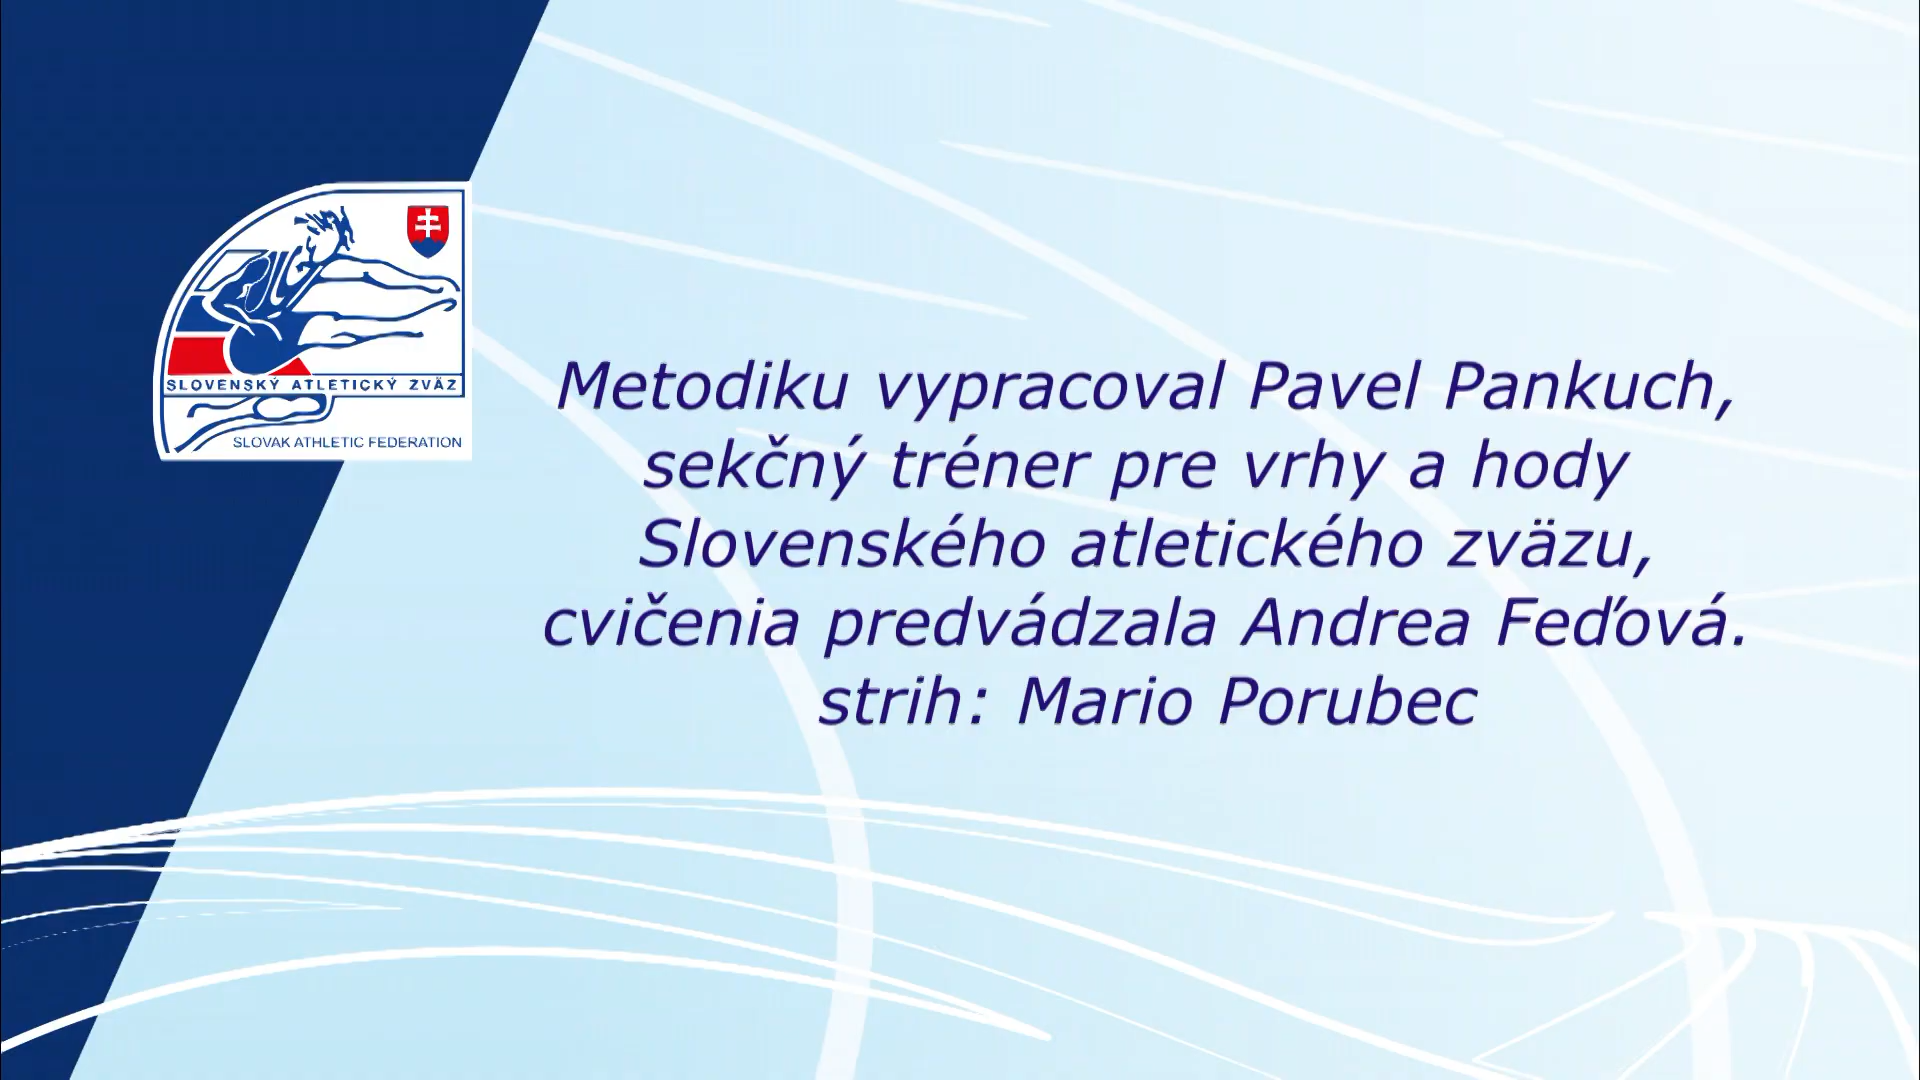 SLOVENSKÝ ATLETICKÝ ZVÄZ
SLOVAK ATHLETIC FEDERATION
Metodiku vypracoval Pavel Pankuch,
sekčný tréner pre vrhy a hody
Slovenského atletického zväzu,
cvičenia predvádzala Andrea Feďová.
strih: Mario Porubec